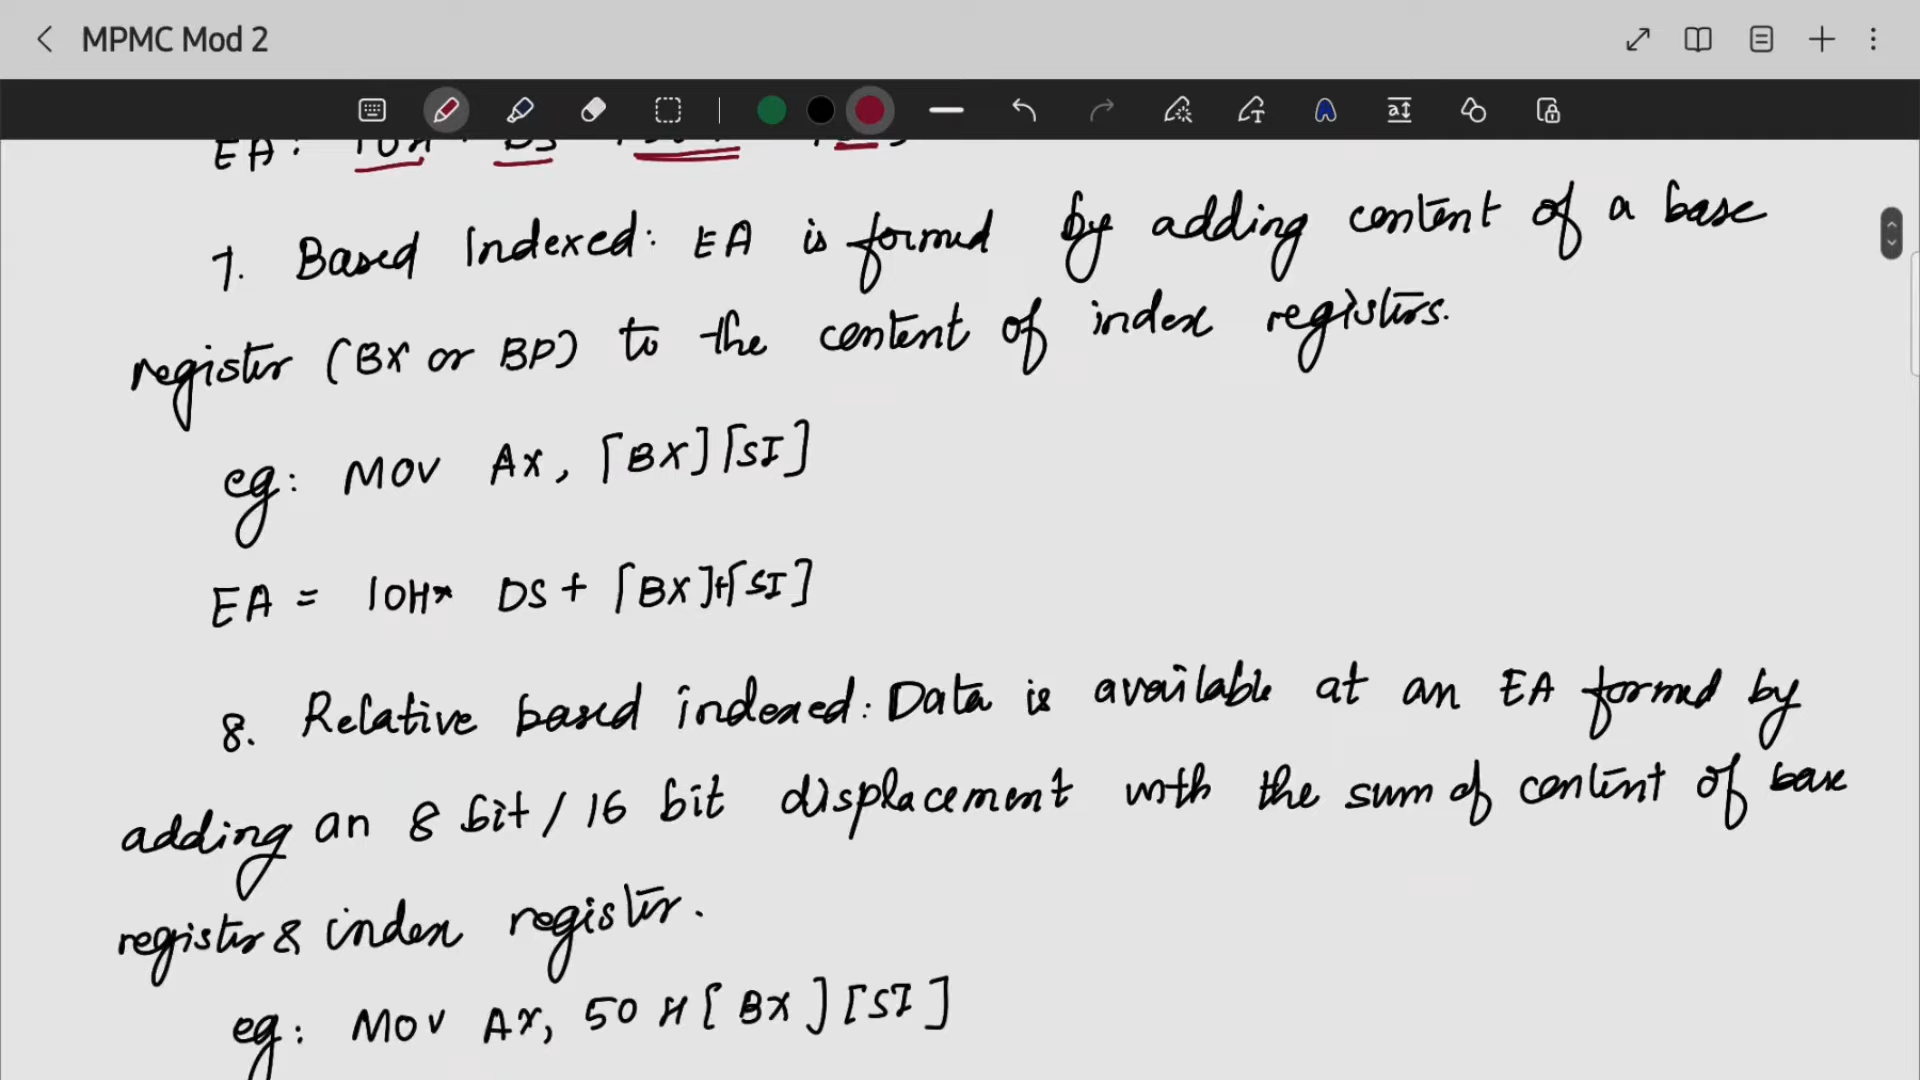 MPMC Mod 2
EA: 10H DS
7. Based Indexed: EA is formed by adding content of a base
register (BX or BP) to the content of index registers.
eg: MOV AX, [BX][SI]
EA = 10H* DS + [BX]+[SI]
8. Relative based indexed: Data is available at an EA formed by
adding an 8 bit / 16 bit displacement with the sum of content of base
register & index register.
eg: MOV AX, 50 H [BX][SI]